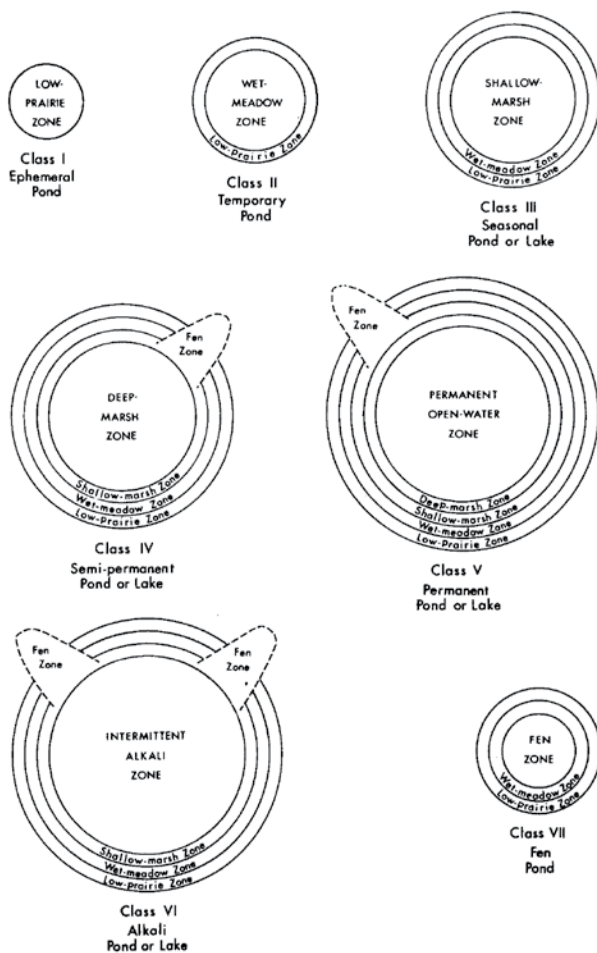 LOW-
PRAIRIE
ZONE
Class I
Ephemeral
Pond
WET-
MEADOW
ZONE
Low-prairie Zone
Class II
Temporary
Pond
SHALLOW-
MARSH
ZONE
Wet-meadow Zone
Low-prairie Zone
Class III
Seasonal
Pond or Lake
Fen
Zone
DEEP-
MARSH
ZONE
Shallow-marsh Zone
Wet-meadow Zone
Low-prairie Zone
Class IV
Semi-permanent
Pond or Lake
Fen
Zone
PERMANENT
OPEN-WATER
ZONE
Deep-marsh Zone
Shallow-marsh Zone
Wet-meadow Zone
Low-prairie Zone
Class V
Permanent
Pond or Lake
Fen
Zone
Fen
Zone
INTERMITTENT
ALKALI
ZONE
Shallow-marsh Zone
Wet-meadow Zone
Low-prairie Zone
Class VI
Alkali
Pond or Lake
FEN
ZONE
Wet-meadow Zone
Low-prairie Zone
Class VII
Fen
Pond